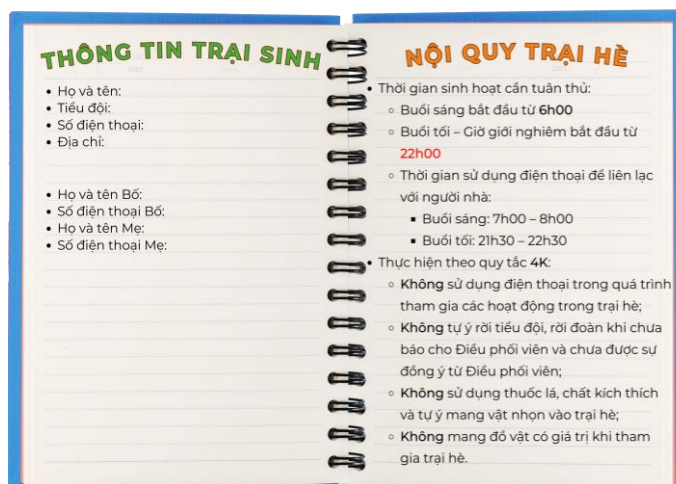 THÔNG TIN TRẠI SINH
• Họ và tên:
• Tiểu đội:
• Số điện thoại:
• Địa chỉ:
• Họ và tên Bố:
• Số điện thoại Bố:
• Họ và tên Mẹ:
• Số điện thoại Mẹ:
NỘI QUY TRẠI HÈ
• Thời gian sinh hoạt cần tuân thủ:
◦ Buổi sáng bắt đầu từ 6h00
◦ Buổi tối – Giờ giới nghiêm bắt đầu từ
22h00
◦ Thời gian sử dụng điện thoại để liên lạc
với người nhà:
▪ Buổi sáng: 7h00 – 8h00
▪ Buổi tối: 21h30 – 22h30
• Thực hiện theo quy tắc 4K:
◦ Không sử dụng điện thoại trong quá trình
tham gia các hoạt động trong trại hè;
◦ Không tự ý rời tiểu đội, rời đoàn khi chưa
báo cho Điều phối viên và chưa được sự
đồng ý từ Điều phối viên;
◦ Không sử dụng thuốc lá, chất kích thích
và tự ý mang vật nhọn vào trại hè;
◦ Không mang đồ vật có giá trị khi tham
gia trại hè.